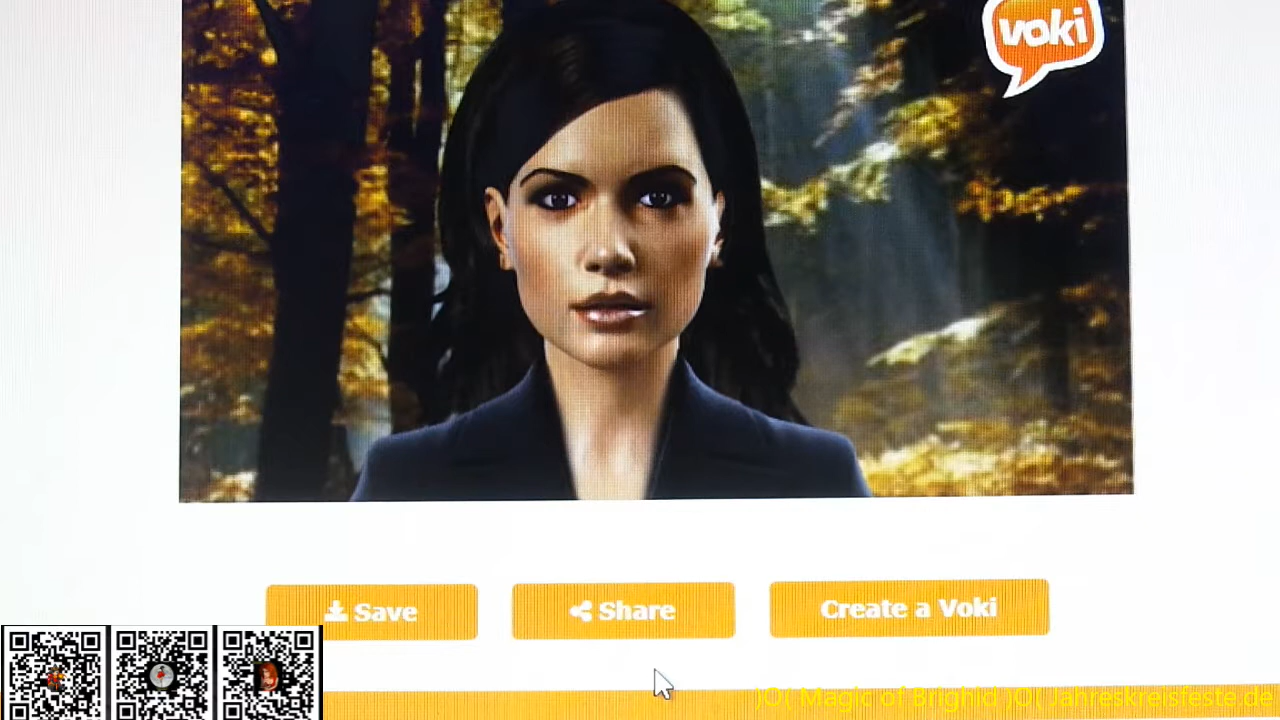 voki
Save
Share
Create a Voki
)O( Magic of Brighid )O( Jahreskreisfeste.de